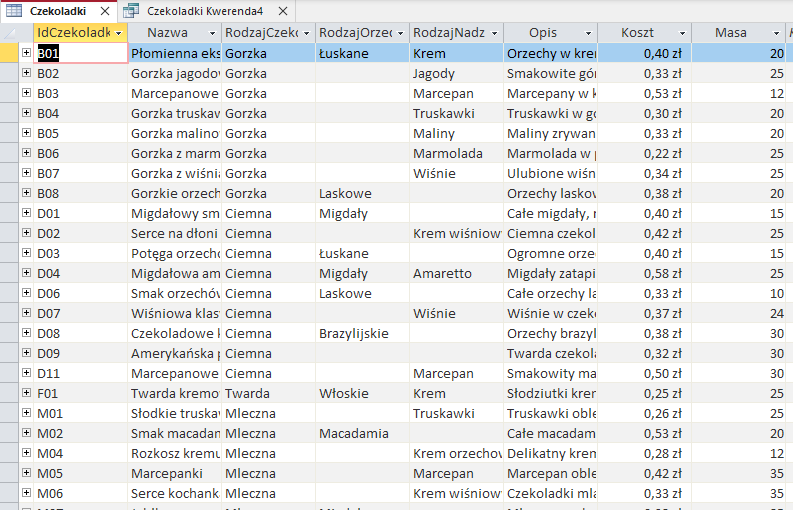 Czekoladki Czekoladki Kwerenda4
IdCzekoladk Nazwa RodzajCzeko RodzajOrzec RodzajNadz Opis Koszt Masa
B01 Płomienna eks Gorzka Łuskane Krem Orzechy w krem 0,40 zł 20
B02 Gorzka jagodov Gorzka Jagody Smakowite gór 0,33 zł 25
B03 Marcepanowe Gorzka Marcepan Marcepany w k 0,53 zł 12
B04 Gorzka truskaw Gorzka Truskawki Truskawki w go 0,30 zł 20
B05 Gorzka malinov Gorzka Maliny Maliny zrywan 0,33 zł 20
B06 Gorzka z marm Gorzka Marmolada Marmolada w p 0,22 zł 25
B07 Gorzka z wiśnia Gorzka Wiśnie Ulubione wiśn 0,34 zł 25
B08 Gorzkie orzech Gorzka Laskowe Orzechy laskov 0,38 zł 20
D01 Migdałowy sm Ciemna Migdały Całe migdały, r 0,40 zł 15
D02 Serce na dłoni Ciemna Krem wiśniow Ciemna czekol 0,42 zł 25
D03 Potęga orzech Ciemna Łuskane Ogromne orze 0,40 zł 15
D04 Migdałowa am Ciemna Migdały Amaretto Migdały zatapi 0,58 zł 25
D06 Smak orzechów Ciemna Laskowe Całe orzechy la 0,33 zł 10
D07 Wiśniowa klas Ciemna Wiśnie Wiśnie w czek 0,37 zł 24
D08 Czekoladowe k Ciemna Brazylijskie Orzechy brazyl 0,38 zł 30
D09 Amerykańska p Ciemna Twarda czekola 0,32 zł 30
D11 Marcepanowe Ciemna Marcepan Smakowity ma 0,50 zł 30
F01 Twarda kremo Twarda Włoskie Krem Słodziutki krem 0,25 zł 25
M01 Słodkie truskaw Mleczna Truskawki Truskawki oble 0,26 zł 25
M02 Smak macadam Mleczna Macadamia Całe macadam 0,53 zł 20
M04 Rozkosz kremu Mleczna Krem orzechov Delikatny krem 0,28 zł 12
M05 Marcepanki Mleczna Marcepan Marcepan oble 0,42 zł 35
M06 Serce kochank Mleczna Krem wiśniow Czekoladki mla 0,33 zł 35